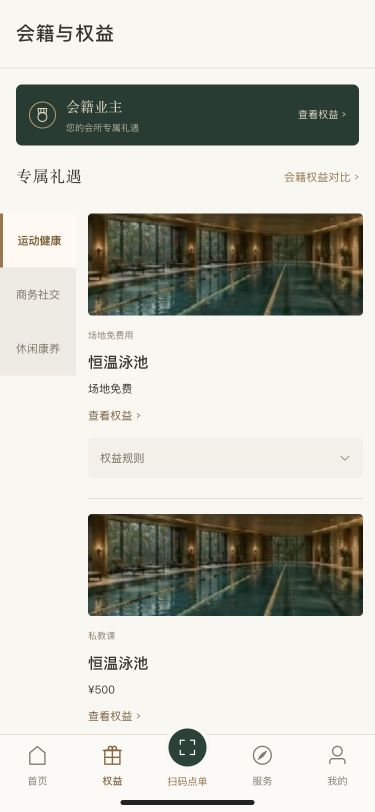 会籍与权益
会籍业主
您的会所专属礼遇
查看权益 >
专属礼遇
会籍权益对比 >
运动健康
商务社交
休闲康养
场地免费用
恒温泳池
场地免费
查看权益 >
权益规则
私教课
恒温泳池
¥500
查看权益 >
首页
权益
扫码点单
服务
我的